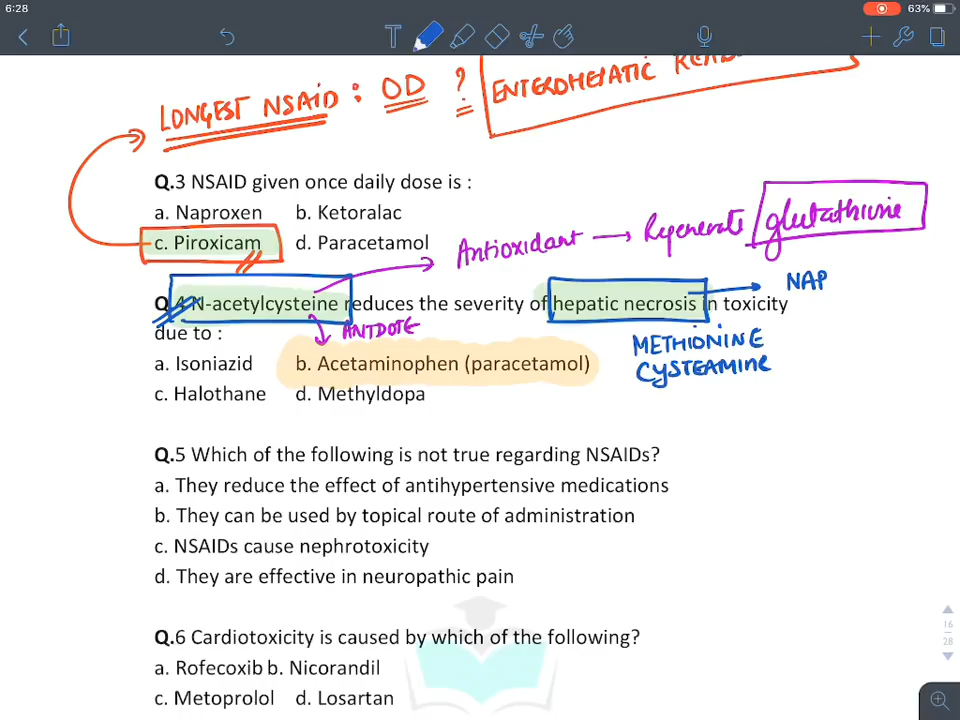 6:28
63%
LONGEST NSAID : OD ?
ENTEROHEPATIC
Q.3 NSAID given once daily dose is :
a. Naproxen b. Ketoralac
c. Piroxicam d. Paracetamol
Antioxidant → Regenerate glutathione
Q.4 N-acetylcysteine reduces the severity of hepatic necrosis in toxicity
NAP
due to :
ANTDOTE
METHIONINE
a. Isoniazid b. Acetaminophen (paracetamol)
CYSTEAMINE
c. Halothane d. Methyldopa
Q.5 Which of the following is not true regarding NSAIDs?
a. They reduce the effect of antihypertensive medications
b. They can be used by topical route of administration
c. NSAIDs cause nephrotoxicity
d. They are effective in neuropathic pain
Q.6 Cardiotoxicity is caused by which of the following?
a. Rofecoxib b. Nicorandil
c. Metoprolol d. Losartan
16
28